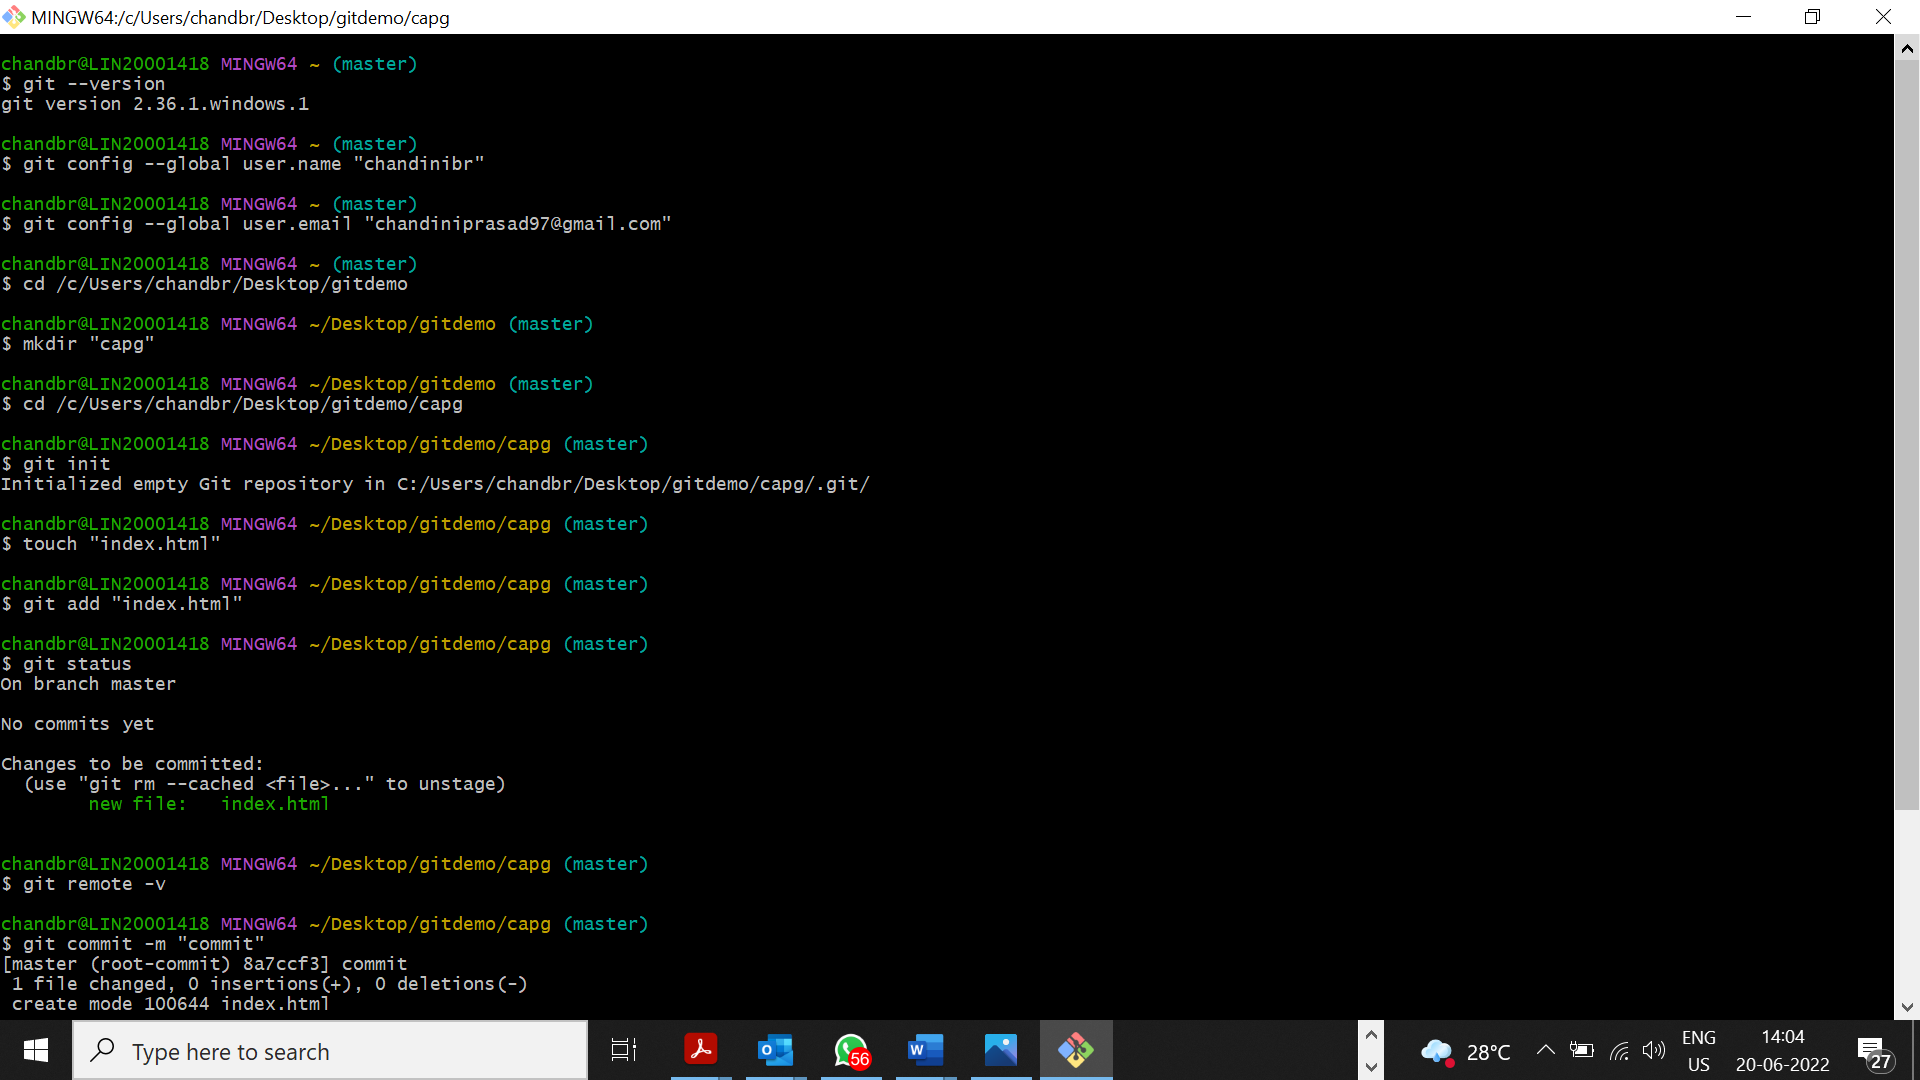 MINGW64:/c/Users/chandbr/Desktop/gitdemo/capg
chandbr@LIN20001418 MINGW64 ~ (master)
$ git --version
git version 2.36.1.windows.1
chandbr@LIN20001418 MINGW64 ~ (master)
$ git config --global user.name "chandinibr"
chandbr@LIN20001418 MINGW64 ~ (master)
$ git config --global user.email "chandiniprasad97@gmail.com"
chandbr@LIN20001418 MINGW64 ~ (master)
$ cd /c/Users/chandbr/Desktop/gitdemo
chandbr@LIN20001418 MINGW64 ~/Desktop/gitdemo (master)
$ mkdir "capg"
chandbr@LIN20001418 MINGW64 ~/Desktop/gitdemo (master)
$ cd /c/Users/chandbr/Desktop/gitdemo/capg
chandbr@LIN20001418 MINGW64 ~/Desktop/gitdemo/capg (master)
$ git init
Initialized empty Git repository in C:/Users/chandbr/Desktop/gitdemo/capg/.git/
chandbr@LIN20001418 MINGW64 ~/Desktop/gitdemo/capg (master)
$ touch "index.html"
chandbr@LIN20001418 MINGW64 ~/Desktop/gitdemo/capg (master)
$ git add "index.html"
chandbr@LIN20001418 MINGW64 ~/Desktop/gitdemo/capg (master)
$ git status
On branch master
No commits yet
Changes to be committed:
  (use "git rm --cached <file>..." to unstage)
        new file:   index.html
chandbr@LIN20001418 MINGW64 ~/Desktop/gitdemo/capg (master)
$ git remote -v
chandbr@LIN20001418 MINGW64 ~/Desktop/gitdemo/capg (master)
$ git commit -m "commit"
[master (root-commit) 8a7ccf3] commit
 1 file changed, 0 insertions(+), 0 deletions(-)
 create mode 100644 index.html
Type here to search
56
28°C
ENG
US
14:04
20-06-2022
27